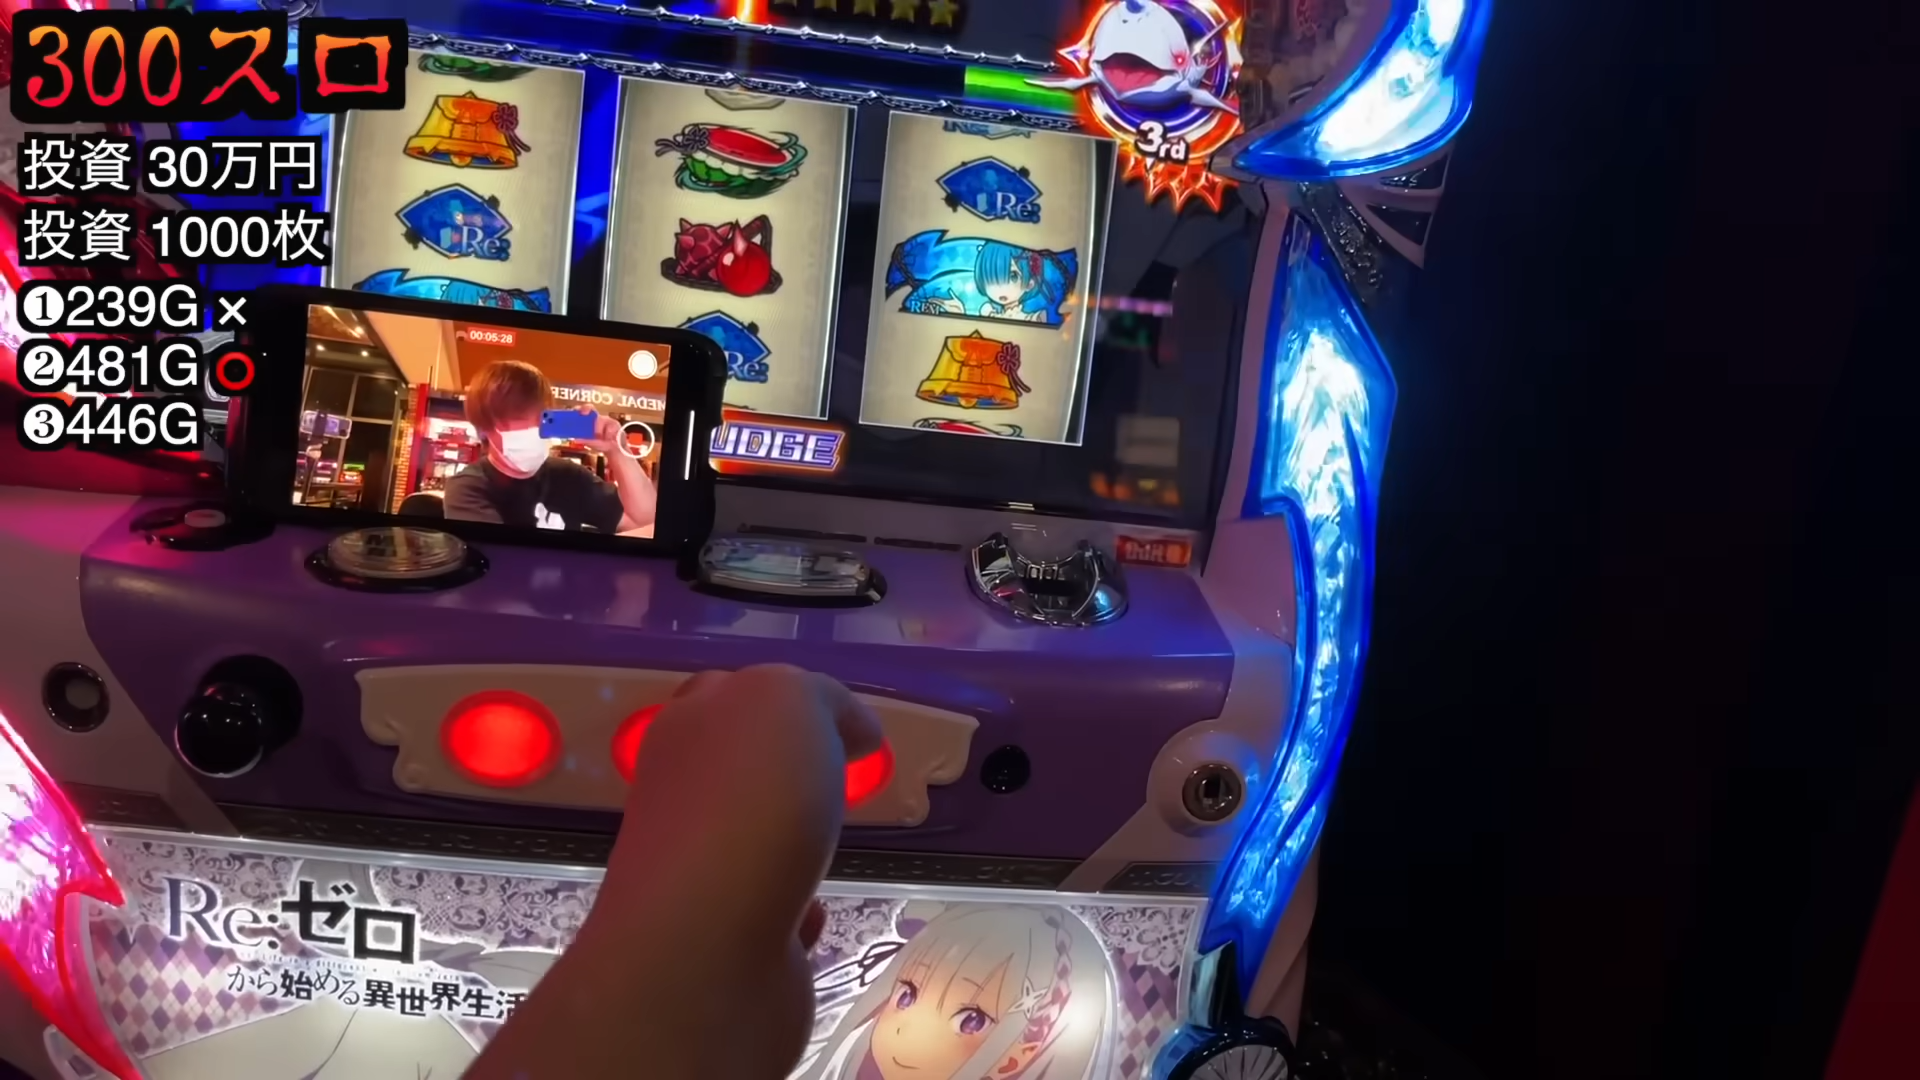 300スロ
投資 30万円
投資 1000枚
❶239G ×
❷481G ○
❸446G
3rd
Re:
Re:
REM
Re:
00:05:28
MEDAL CORNER
UDGE
Re:ゼロ
から始める異世界生活